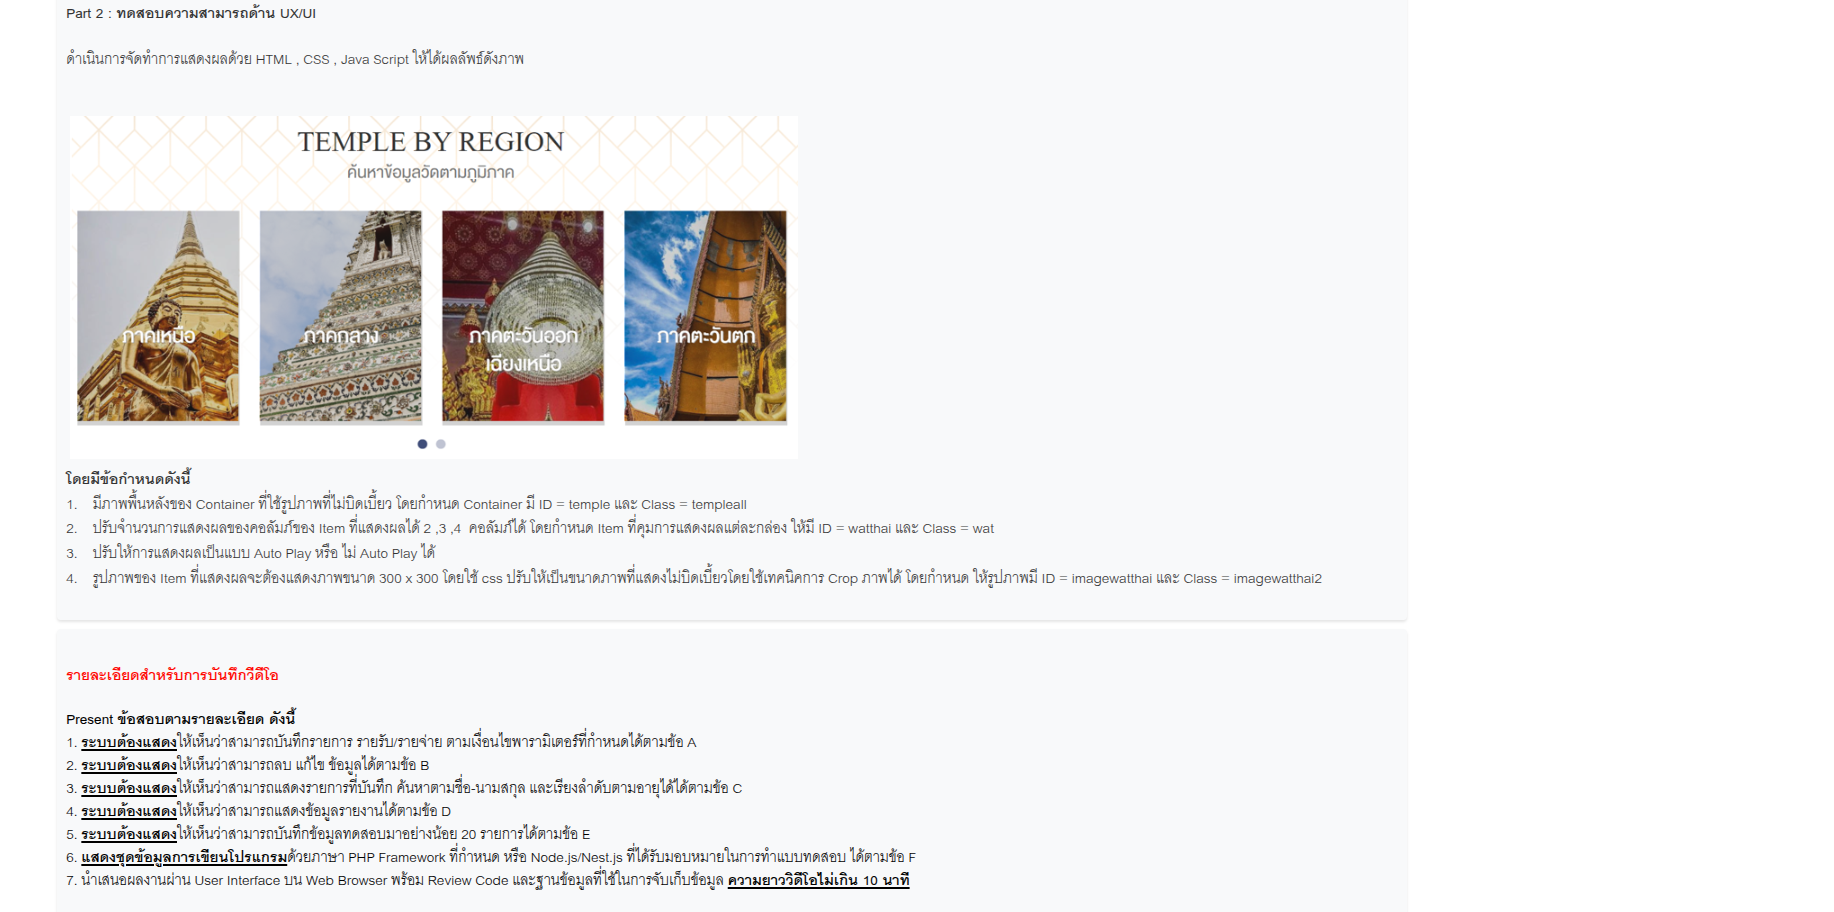 Part 2 : ทดสอบความสามารถด้าน UX/UI
ดำเนินการจัดทำการแสดงผลด้วย HTML , CSS , Java Script ให้ได้ผลลัพธ์ดังภาพ
TEMPLE BY REGION
ค้นหาข้อมูลวัดตามภูมิภาค
ภาคเหนือ
ภาคกลาง
ภาคตะวันออก
เฉียงเหนือ
ภาคตะวันตก
โดยมีข้อกำหนดดังนี้
1. มีภาพพื้นหลังของ Container ที่ใช้รูปภาพที่ไม่บิดเบี้ยว โดยกำหนด Container มี ID = temple และ Class = templeall
2. ปรับจำนวนการแสดงผลของคอลัมภ์ของ Item ที่แสดงผลได้ 2 ,3 ,4 คอลัมภ์ได้ โดยกำหนด Item ที่คุมการแสดงผลแต่ละกล่อง ให้มี ID = watthai และ Class = wat
3. ปรับให้การแสดงผลเป็นแบบ Auto Play หรือ ไม่ Auto Play ได้
4. รูปภาพของ Item ที่แสดงผลจะต้องแสดงภาพขนาด 300 x 300 โดยใช้ css ปรับให้เป็นขนาดภาพที่แสดงไม่บิดเบี้ยวโดยใช้เทคนิคการ Crop ภาพได้ โดยกำหนด ให้รูปภาพมี ID = imagewatthai และ Class = imagewatthai2
รายละเอียดสำหรับการบันทึกวีดีโอ
Present ข้อสอบตามรายละเอียด ดังนี้
1. ระบบต้องแสดงให้เห็นว่าสามารถบันทึกรายการ รายรับ/รายจ่าย ตามเงื่อนไขพารามิเตอร์ที่กำหนดได้ตามข้อ A
2. ระบบต้องแสดงให้เห็นว่าสามารถลบ แก้ไข ข้อมูลได้ตามข้อ B
3. ระบบต้องแสดงให้เห็นว่าสามารถแสดงรายการที่บันทึก ค้นหาตามชื่อ-นามสกุล และเรียงลำดับตามอายุได้ได้ตามข้อ C
4. ระบบต้องแสดงให้เห็นว่าสามารถแสดงข้อมูลรายงานได้ตามข้อ D
5. ระบบต้องแสดงให้เห็นว่าสามารถบันทึกข้อมูลทดสอบมาอย่างน้อย 20 รายการได้ตามข้อ E
6. แสดงชุดข้อมูลการเขียนโปรแกรมด้วยภาษา PHP Framework ที่กำหนด หรือ Node.js/Nest.js ที่ได้รับมอบหมายในการทำแบบทดสอบ ได้ตามข้อ F
7. นำเสนอผลงานผ่าน User Interface บน Web Browser พร้อม Review Code และฐานข้อมูลที่ใช้ในการจับเก็บข้อมูล ความยาววิดีโอไม่เกิน 10 นาที